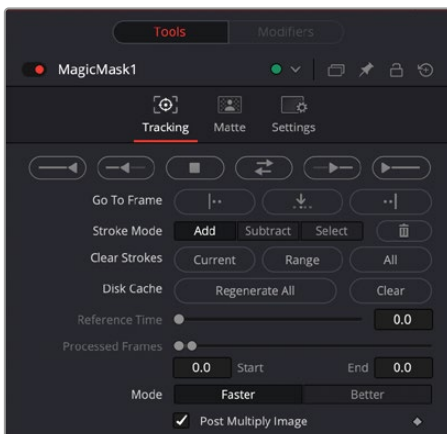 Tools Modifiers
MagicMask1
Tracking Matte Settings
Go To Frame
Stroke Mode Add Subtract Select
Clear Strokes Current Range All
Disk Cache Regenerate All Clear
Reference Time 0.0
Processed Frames
0.0 Start End 0.0
Mode Faster Better
Post Multiply Image